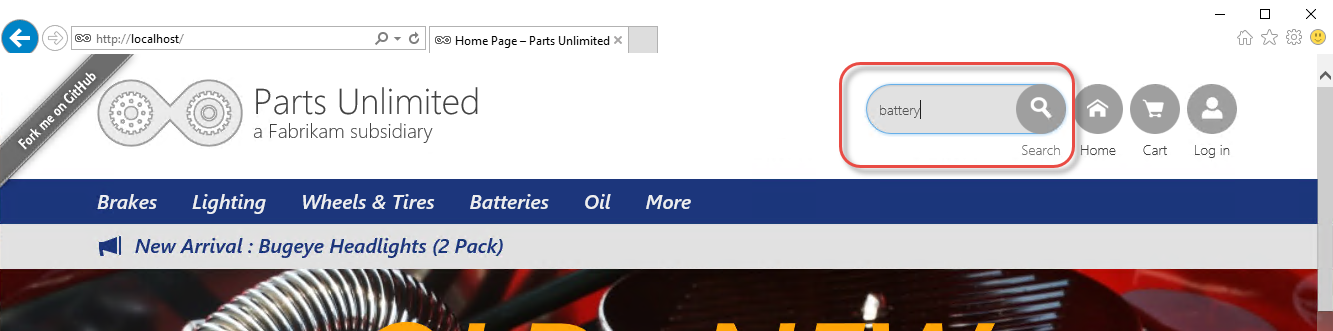 http://localhost/
Home Page – Parts Unlimited
Fork me on GitHub
Parts Unlimited
a Fabrikam subsidiary
battery
Search
Home
Cart
Log in
Brakes Lighting Wheels & Tires Batteries Oil More
New Arrival : Bugeye Headlights (2 Pack)